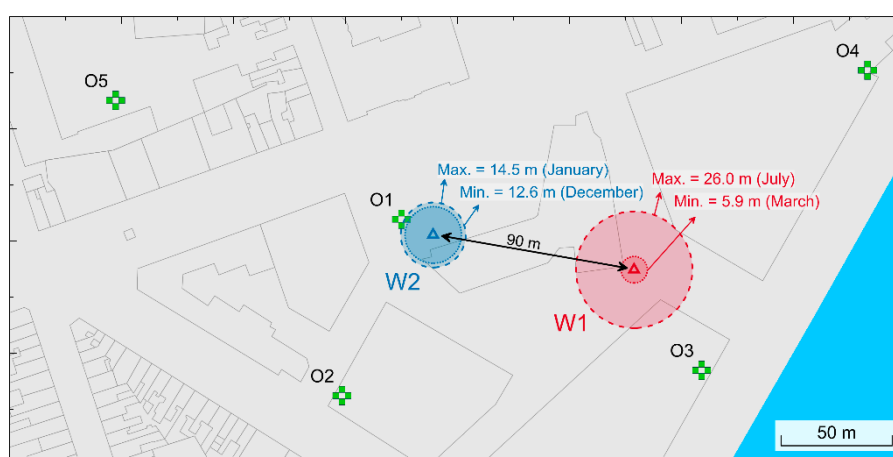 O4
O5
Max. = 14.5 m (January)
Min. = 12.6 m (December)
Max. = 26.0 m (July)
Min. = 5.9 m (March)
O1
90 m
W2
W1
O3
O2
50 m